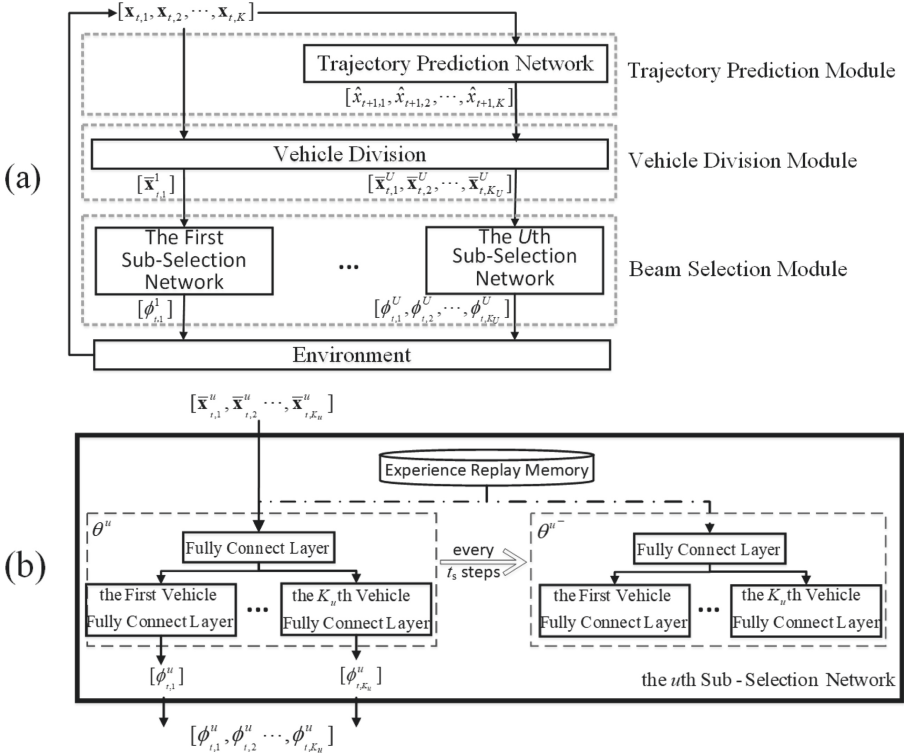 [𝐱_{t,1}, 𝐱_{t,2}, ⋯, 𝐱_{t,K}]
Trajectory Prediction Network
Trajectory Prediction Module
[x̂_{t+1,1}, x̂_{t+1,2}, ⋯, x̂_{t+1,K}]
Vehicle Division
Vehicle Division Module
(a)
[𝐱̄^1_{t,1}]
[𝐱̄^U_{t,1}, 𝐱̄^U_{t,2}, ⋯, 𝐱̄^U_{t,K_U}]
The First
Sub-Selection
Network
...
The Uth
Sub-Selection
Network
Beam Selection Module
[ϕ^1_{t,1}]
[ϕ^U_{t,1}, ϕ^U_{t,2}, ⋯, ϕ^U_{t,K_U}]
Environment
[𝐱̄^u_{t,1}, 𝐱̄^u_{t,2} ⋯, 𝐱̄^u_{t,K_u}]
(b)
Experience Replay Memory
θ^u
Fully Connect Layer
the First Vehicle
Fully Connect Layer
...
the K_uth Vehicle
Fully Connect Layer
every
t_s steps
θ^{u-}
Fully Connect Layer
the First Vehicle
Fully Connect Layer
...
the K_uth Vehicle
Fully Connect Layer
[ϕ^u_{t,1}]
[ϕ^u_{t,K_u}]
the uth Sub - Selection Network
[ϕ^u_{t,1}, ϕ^u_{t,2} ⋯, ϕ^u_{t,K_u}]